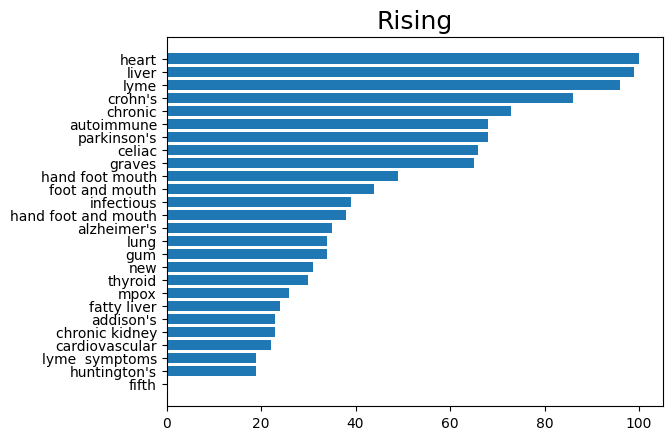 Rising
heart
liver
lyme
crohn's
chronic
autoimmune
parkinson's
celiac
graves
hand foot mouth
foot and mouth
infectious
hand foot and mouth
alzheimer's
lung
gum
new
thyroid
mpox
fatty liver
addison's
chronic kidney
cardiovascular
lyme  symptoms
huntington's
fifth
0 20 40 60 80 100